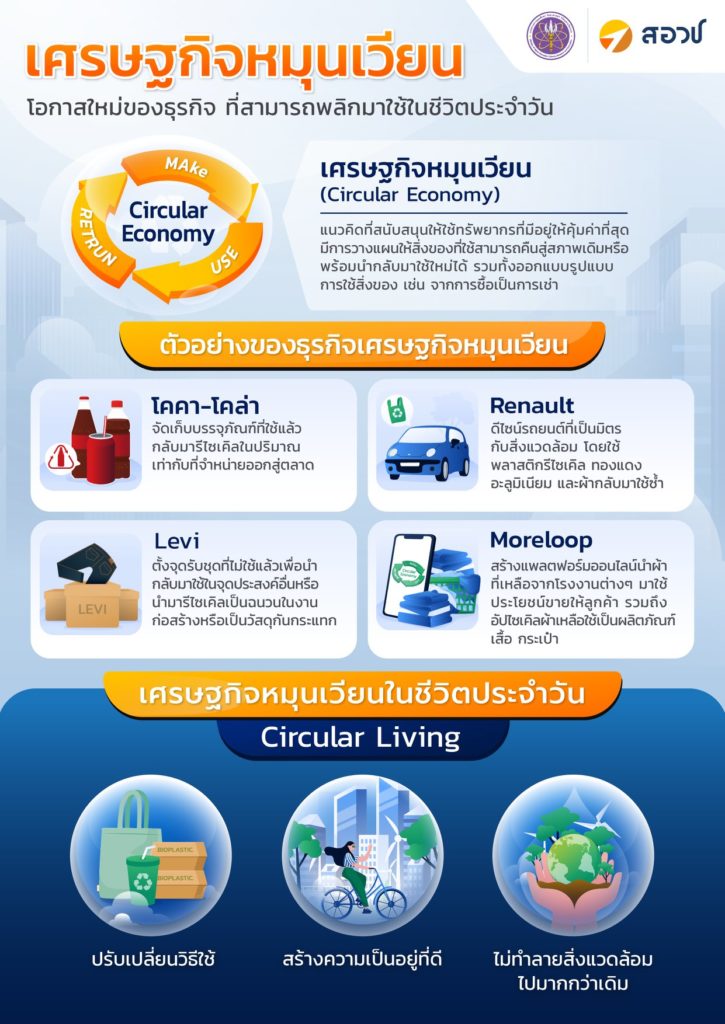 สอวช
เศรษฐกิจหมุนเวียน
โอกาสใหม่ของธุรกิจ ที่สามารถพลิกมาใช้ในชีวิตประจำวัน
MAke
USE
RETRUN
Circular
Economy
เศรษฐกิจหมุนเวียน
(Circular Economy)
แนวคิดที่สนับสนุนให้ใช้ทรัพยากรที่มีอยู่ให้คุ้มค่าที่สุด
มีการวางแผนให้สิ่งของที่ใช้สามารถคืนสู่สภาพเดิมหรือ
พร้อมนำกลับมาใช้ใหม่ได้ รวมทั้งออกแบบรูปแบบ
การใช้สิ่งของ เช่น จากการซื้อเป็นการเช่า
ตัวอย่างของธุรกิจเศรษฐกิจหมุนเวียน
โคคา-โคล่า
จัดเก็บบรรจุภัณฑ์ที่ใช้แล้ว
กลับมารีไซเคิลในปริมาณ
เท่ากับที่จำหน่ายออกสู่ตลาด
Renault
ดีไซน์รถยนต์ที่เป็นมิตร
กับสิ่งแวดล้อม โดยใช้
พลาสติกรีไซเคิล ทองแดง
อะลูมิเนียม และผ้ากลับมาใช้ซ้ำ
LEVI
Levi
ตั้งจุดรับชุดที่ไม่ใช้แล้วเพื่อนำ
กลับมาใช้ในจุดประสงค์อื่นหรือ
นำมารีไซเคิลเป็นฉนวนในงาน
ก่อสร้างหรือเป็นวัสดุกันกระแทก
Moreloop
สร้างแพลตฟอร์มออนไลน์นำผ้า
ที่เหลือจากโรงงานต่างๆ มาใช้
ประโยชน์ขายให้ลูกค้า รวมถึง
อัปไซเคิลผ้าเหลือใช้เป็นผลิตภัณฑ์
เสื้อ กระเป๋า
เศรษฐกิจหมุนเวียนในชีวิตประจำวัน
Circular Living
BIOPLASTIC
BIOPLASTIC
ปรับเปลี่ยนวิธีใช้
สร้างความเป็นอยู่ที่ดี
ไม่ทำลายสิ่งแวดล้อม
ไปมากกว่าเดิม